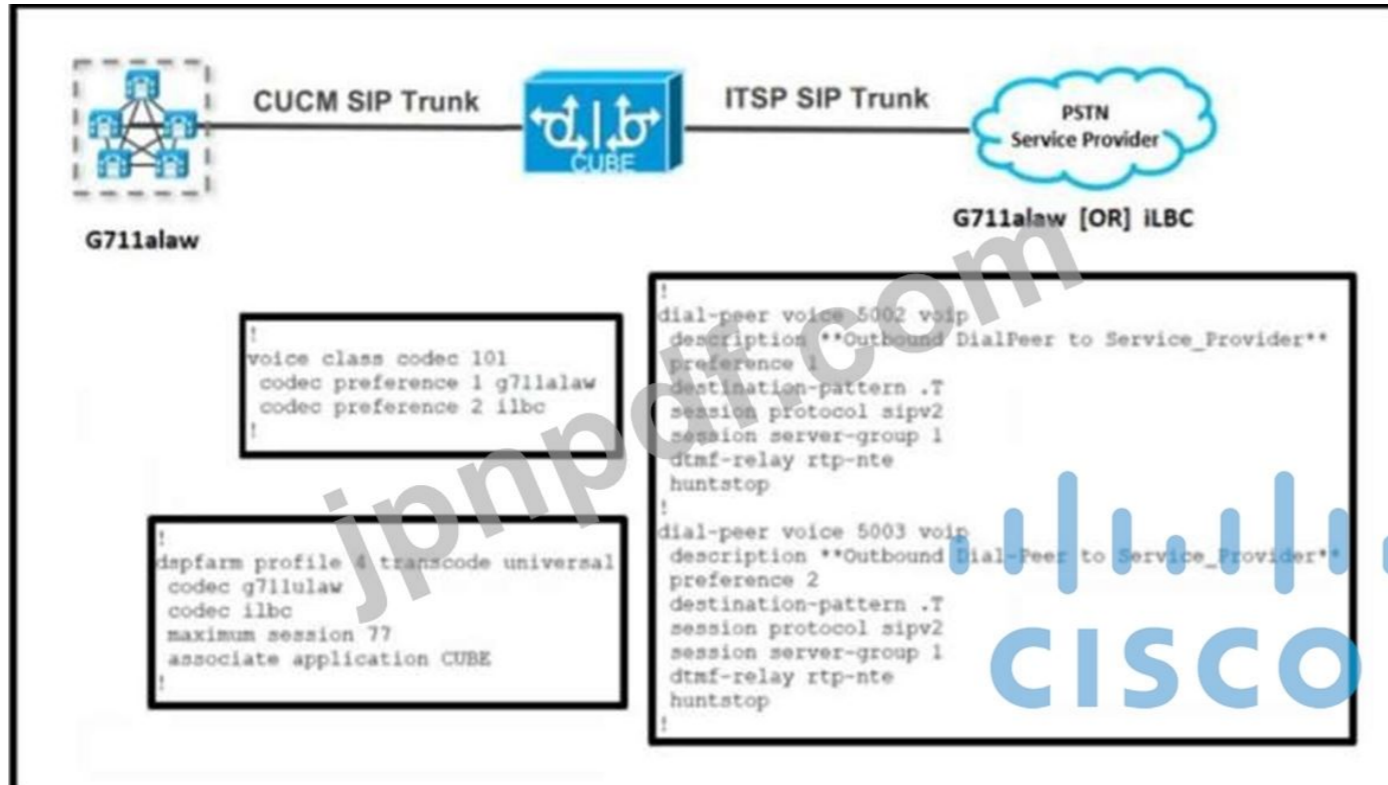 CUCM SIP Trunk
ITSP SIP Trunk
CUBE
PSTN
Service Provider
G711alaw
G711alaw [OR] iLBC
!
voice class codec 101
codec preference 1 g711alaw
codec preference 2 ilbc
!
!
dspfarm profile 4 transcode universal
codec g711ulaw
codec ilbc
maximum session 77
associate application CUBE
!
!
dial-peer voice 5002 voip
description **Outbound DialPeer to Service_Provider**
preference 1
destination-pattern .T
session protocol sipv2
session server-group 1
dtmf-relay rtp-nte
huntstop
!
dial-peer voice 5003 voip
description **Outbound Dial-Peer to Service_Provider**
preference 2
destination-pattern .T
session protocol sipv2
session server-group 1
dtmf-relay rtp-nte
huntstop
!
jpnpdf.com
CISCO